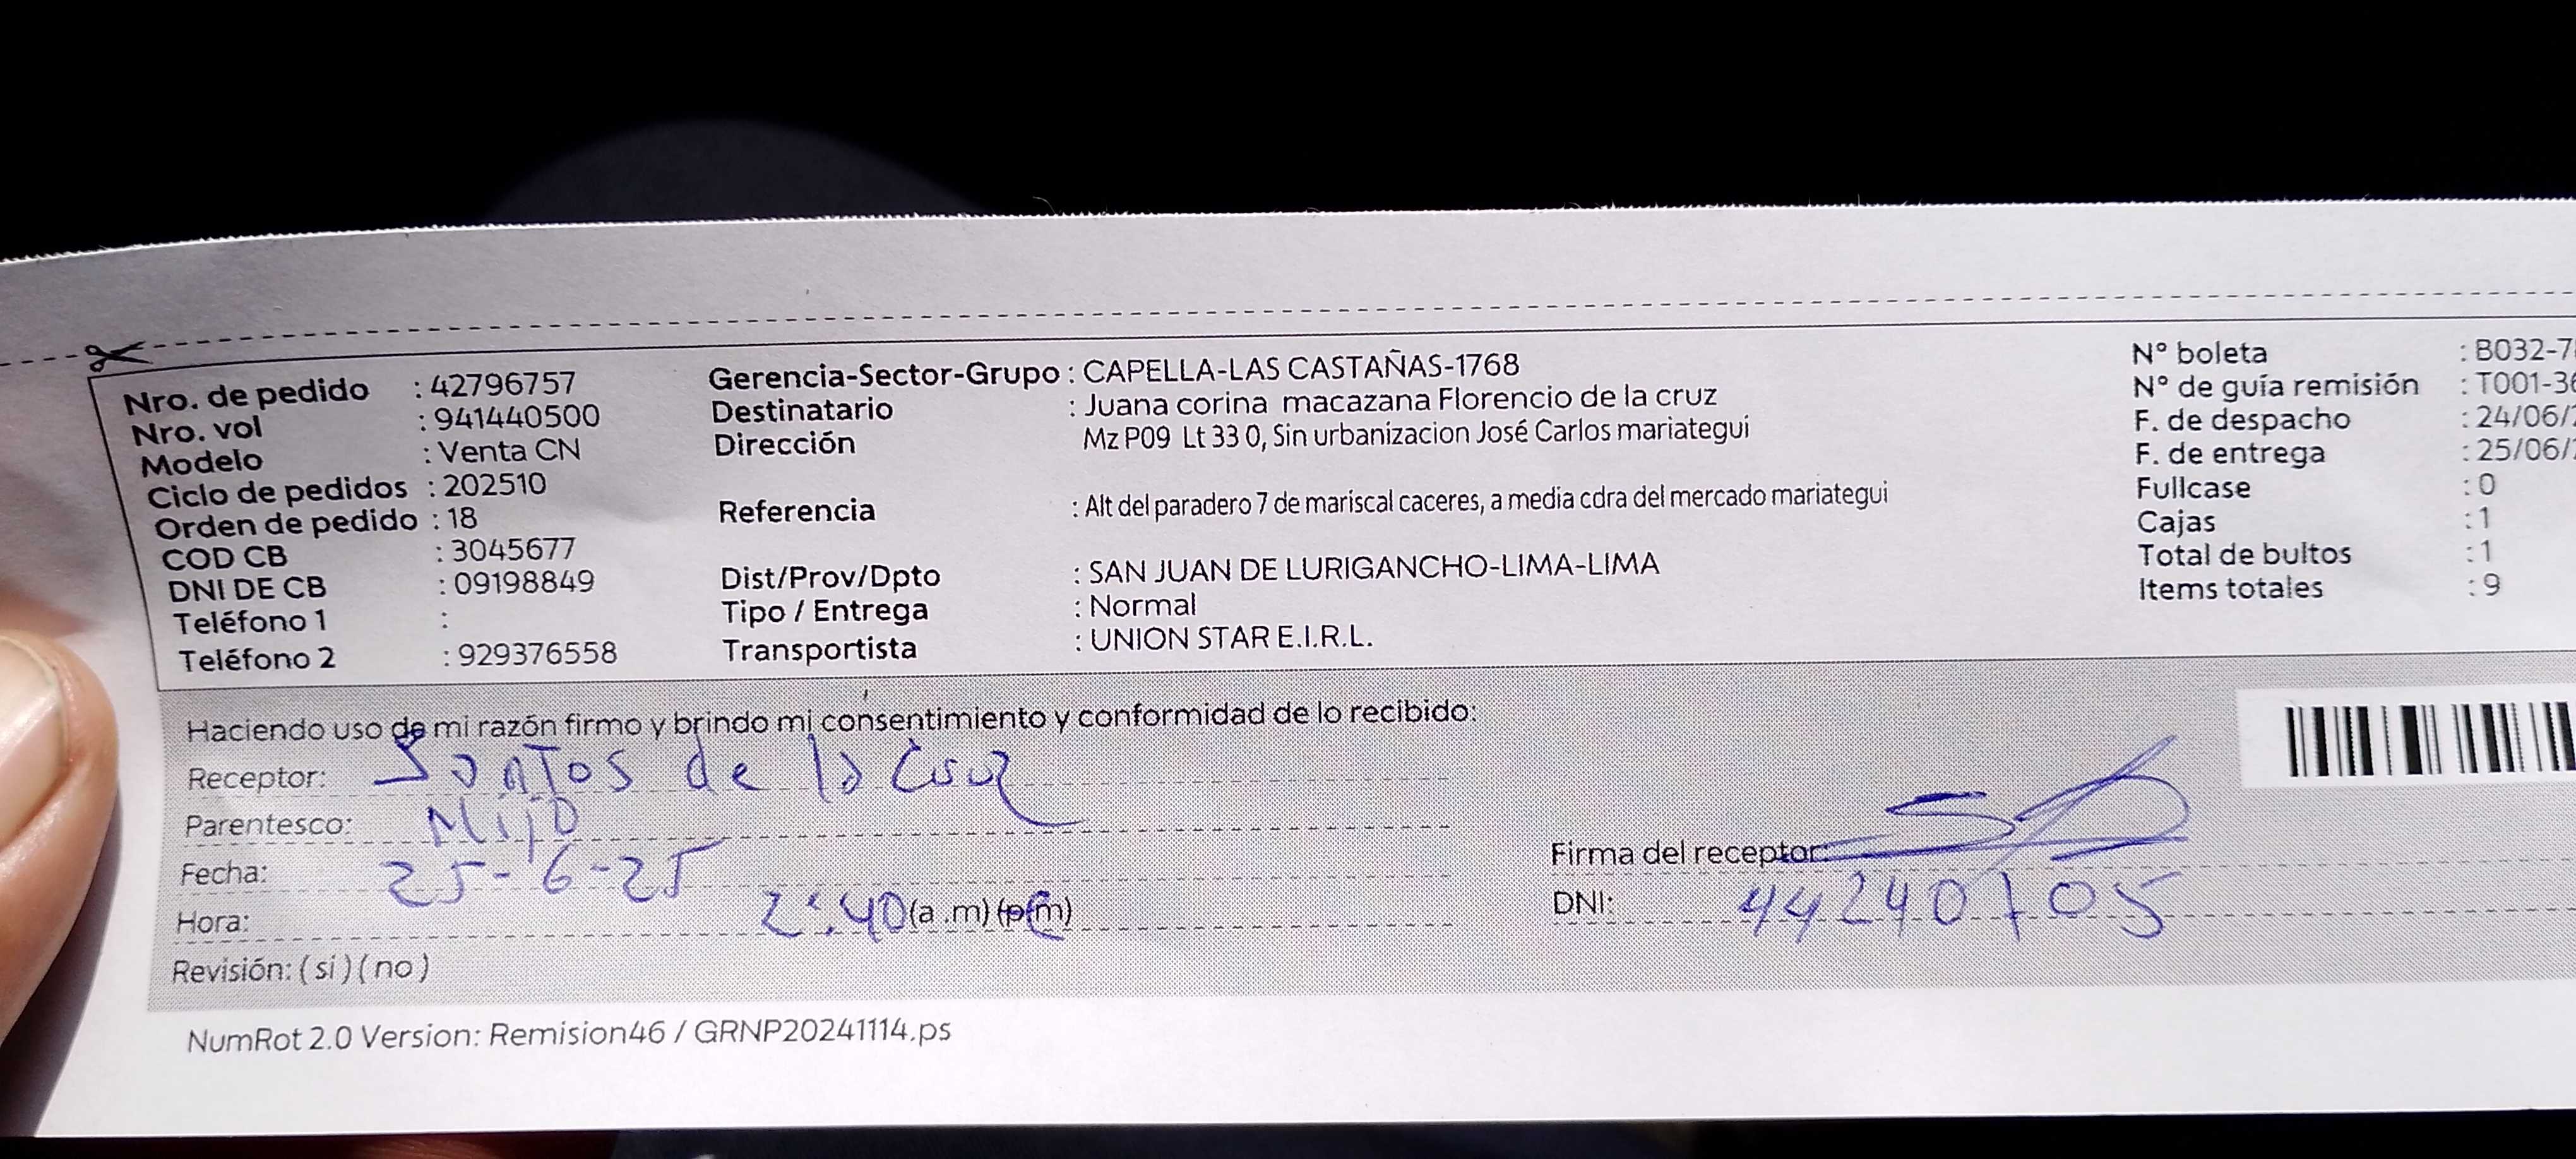 Nro. de pedido : 42796757
Nro. vol : 941440500
Modelo : Venta CN
Ciclo de pedidos : 202510
Orden de pedido : 18
COD CB : 3045677
DNI DE CB : 09198849
Teléfono 1 :
Teléfono 2 : 929376558
Gerencia-Sector-Grupo : CAPELLA-LAS CASTAÑAS-1768
Destinatario : Juana corina macazana Florencio de la cruz
Dirección Mz P09 Lt 33 0, Sin urbanizacion José Carlos mariategui
Referencia : Alt del paradero 7 de mariscal caceres, a media cdra del mercado mariategui
Dist/Prov/Dpto : SAN JUAN DE LURIGANCHO-LIMA-LIMA
Tipo / Entrega : Normal
Transportista : UNION STAR E.I.R.L.
N° boleta : B032-7
N° de guía remisión : T001-36
F. de despacho : 24/06/
F. de entrega : 25/06/
Fullcase : 0
Cajas : 1
Total de bultos : 1
Items totales : 9
Haciendo uso de mi razón firmo y brindo mi consentimiento y conformidad de lo recibido:
Receptor: Santos de la Cruz
Parentesco: Mijo
Fecha: 25-6-25
Hora: 2:40 (a.m) (p.m)
Revisión: (si) (no)
Firma del receptor:
DNI: 44240705
NumRot 2.0 Version: Remision46 / GRNP20241114.ps